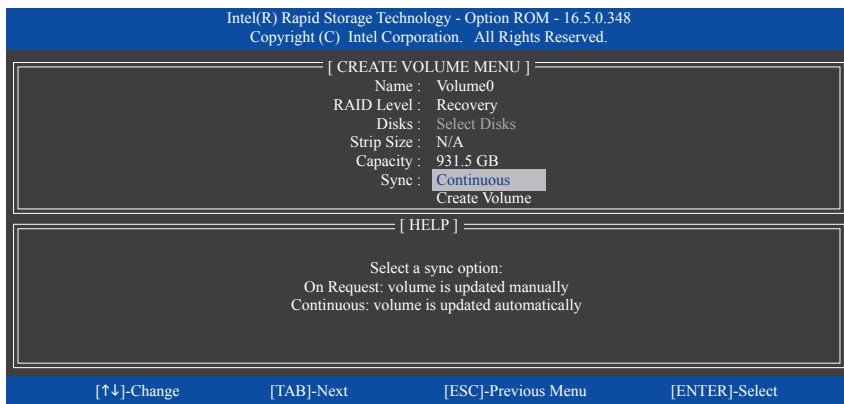 Intel(R) Rapid Storage Technology - Option ROM - 16.5.0.348
Copyright (C) Intel Corporation. All Rights Reserved.
[ CREATE VOLUME MENU ]
Name : Volume0
RAID Level : Recovery
Disks : Select Disks
Strip Size : N/A
Capacity : 931.5 GB
Sync : Continuous
Create Volume
[ HELP ]
Select a sync option:
On Request: volume is updated manually
Continuous: volume is updated automatically
[↑↓]-Change [TAB]-Next [ESC]-Previous Menu [ENTER]-Select